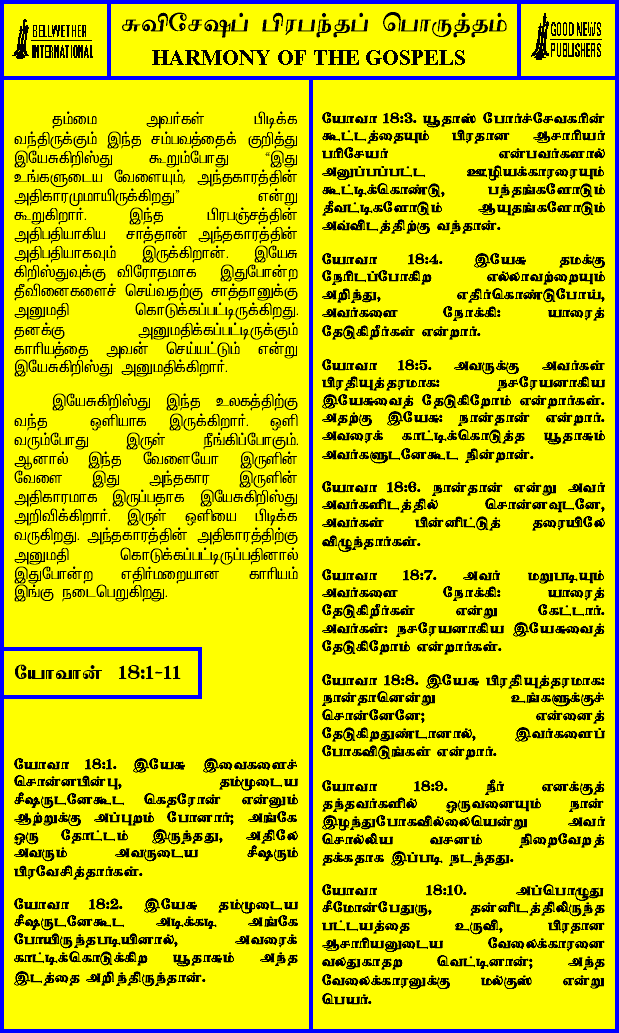 BELLWETHER
INTERNATIONAL
சுவிசேஷப் பிரபந்தப் பொருத்தம்
HARMONY OF THE GOSPELS
GOOD NEWS
PUBLISHERS
தம்மை அவர்கள் பிடிக்க
வந்திருக்கும் இந்த சம்பவத்தைக் குறித்து
இயேசுகிறிஸ்து கூறும்போது “இது
உங்களுடைய வேளையும், அந்தகாரத்தின்
அதிகாரமுமாயிருக்கிறது” என்று
கூறுகிறார். இந்த பிரபஞ்சத்தின்
அதிபதியாகிய சாத்தான் அந்தகாரத்தின்
அதிபதியாகவும் இருக்கிறான். இயேசு
கிறிஸ்துவுக்கு விரோதமாக இதுபோன்ற
தீவினைகளைச் செய்வதற்கு சாத்தானுக்கு
அனுமதி கொடுக்கப்பட்டிருக்கிறது.
தனக்கு அனுமதிக்கப்பட்டிருக்கும்
காரியத்தை அவன் செய்யட்டும் என்று
இயேசுகிறிஸ்து அனுமதிக்கிறார்.
இயேசுகிறிஸ்து இந்த உலகத்திற்கு
வந்த ஒளியாக இருக்கிறார். ஒளி
வரும்போது இருள் நீங்கிப்போகும்.
ஆனால் இந்த வேளையோ இருளின்
வேளை இது அந்தகார இருளின்
அதிகாரமாக இருப்பதாக இயேசுகிறிஸ்து
அறிவிக்கிறார். இருள் ஒளியை பிடிக்க
வருகிறது. அந்தகாரத்தின் அதிகாரத்திற்கு
அனுமதி கொடுக்கப்பட்டிருப்பதினால்
இதுபோன்ற எதிர்மறையான காரியம்
இங்கு நடைபெறுகிறது.
யோவான் 18:1-11
யோவா 18:1. இயேசு இவைகளைச்
சொன்னபின்பு, தம்முடைய
சீஷருடனேகூட கெதரோன் என்னும்
ஆற்றுக்கு அப்புறம் போனார்; அங்கே
ஒரு தோட்டம் இருந்தது, அதிலே
அவரும் அவருடைய சீஷரும்
பிரவேசித்தார்கள்.
யோவா 18:2. இயேசு தம்முடைய
சீஷருடனேகூட அடிக்கடி அங்கே
போயிருந்தபடியினால், அவரைக்
காட்டிக்கொடுக்கிற யூதாசும் அந்த
இடத்தை அறிந்திருந்தான்.
யோவா 18:3. யூதாஸ் போர்ச்சேவகரின்
கூட்டத்தையும் பிரதான ஆசாரியர்
பரிசேயர் என்பவர்களால்
அனுப்பப்பட்ட ஊழியக்காரரையும்
கூட்டிக்கொண்டு, பந்தங்களோடும்
தீவட்டிகளோடும் ஆயுதங்களோடும்
அவ்விடத்திற்கு வந்தான்.
யோவா 18:4. இயேசு தமக்கு
நேரிடப்போகிற எல்லாவற்றையும்
அறிந்து, எதிர்கொண்டுபோய்,
அவர்களை நோக்கி: யாரைத்
தேடுகிறீர்கள் என்றார்.
யோவா 18:5. அவருக்கு அவர்கள்
பிரதியுத்தரமாக: நசரேயனாகிய
இயேசுவைத் தேடுகிறோம் என்றார்கள்.
அதற்கு இயேசு: நான்தான் என்றார்.
அவரைக் காட்டிக்கொடுத்த யூதாசும்
அவர்களுடனேகூட நின்றான்.
யோவா 18:6. நான்தான் என்று அவர்
அவர்களிடத்தில் சொன்னவுடனே,
அவர்கள் பின்னிட்டுத் தரையிலே
விழுந்தார்கள்.
யோவா 18:7. அவர் மறுபடியும்
அவர்களை நோக்கி: யாரைத்
தேடுகிறீர்கள் என்று கேட்டார்.
அவர்கள்: நசரேயனாகிய இயேசுவைத்
தேடுகிறோம் என்றார்கள்.
யோவா 18:8. இயேசு பிரதியுத்தரமாக:
நான்தானென்று உங்களுக்குச்
சொன்னேனே; என்னைத்
தேடுகிறதுண்டானால், இவர்களைப்
போகவிடுங்கள் என்றார்.
யோவா 18:9. நீர் எனக்குத்
தந்தவர்களில் ஒருவனையும் நான்
இழந்துபோகவில்லையென்று அவர்
சொல்லிய வசனம் நிறைவேறத்
தக்கதாக இப்படி நடந்தது.
யோவா 18:10. அப்பொழுது
சீமோன்பேதுரு, தன்னிடத்திலிருந்த
பட்டயத்தை உருவி, பிரதான
ஆசாரியனுடைய வேலைக்காரனை
வலதுகாதற வெட்டினான்; அந்த
வேலைக்காரனுக்கு மல்குஸ் என்று
பெயர்.